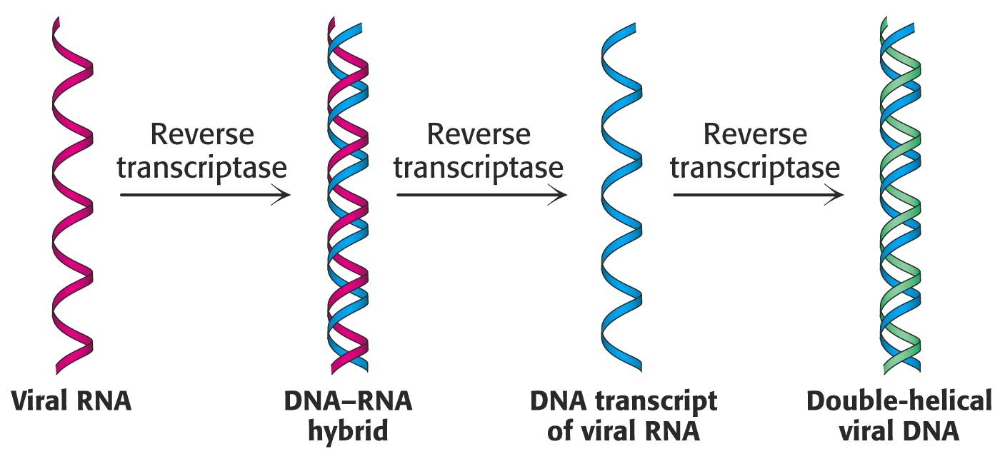 Reverse
transcriptase
Reverse
transcriptase
Reverse
transcriptase
Viral RNA
DNA–RNA
hybrid
DNA transcript
of viral RNA
Double-helical
viral DNA